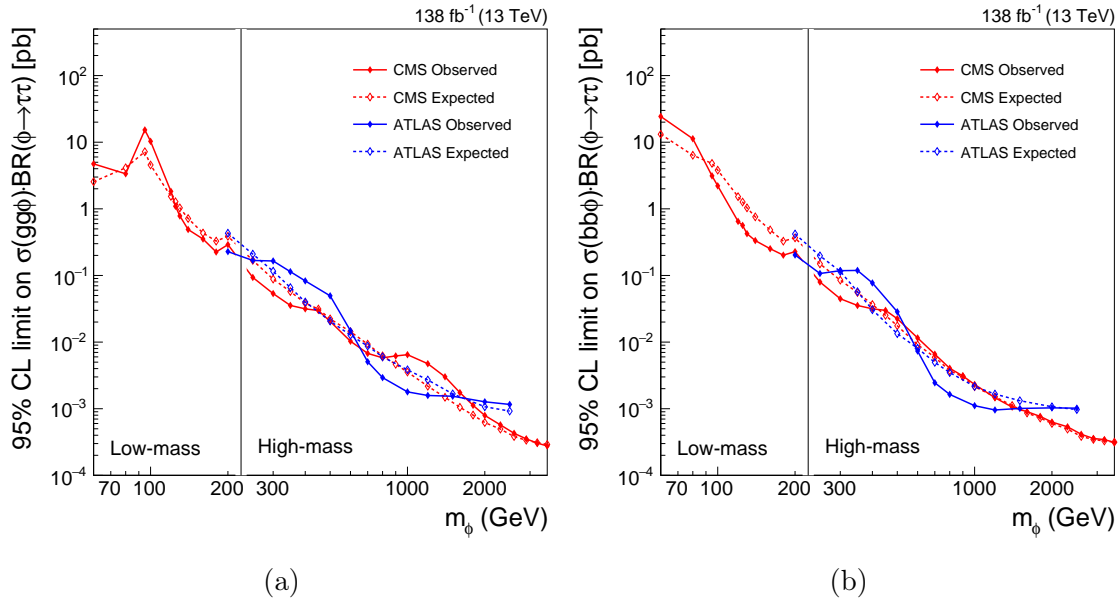 138 fb⁻¹ (13 TeV)
95% CL limit on σ(ggϕ)·BR(ϕ→ττ) [pb]
10²
10
1
10⁻¹
10⁻²
10⁻³
10⁻⁴
CMS Observed
CMS Expected
ATLAS Observed
ATLAS Expected
Low-mass
High-mass
70 100 200 300 1000 2000
m_ϕ (GeV)
(a)
138 fb⁻¹ (13 TeV)
95% CL limit on σ(bbϕ)·BR(ϕ→ττ) [pb]
10²
10
1
10⁻¹
10⁻²
10⁻³
10⁻⁴
CMS Observed
CMS Expected
ATLAS Observed
ATLAS Expected
Low-mass
High-mass
70 100 200 300 1000 2000
m_ϕ (GeV)
(b)